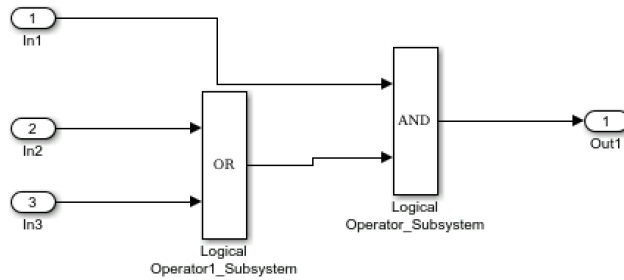 1
In1
2
In2
3
In3
OR
Logical
Operator1_Subsystem
AND
Logical
Operator_Subsystem
1
Out1